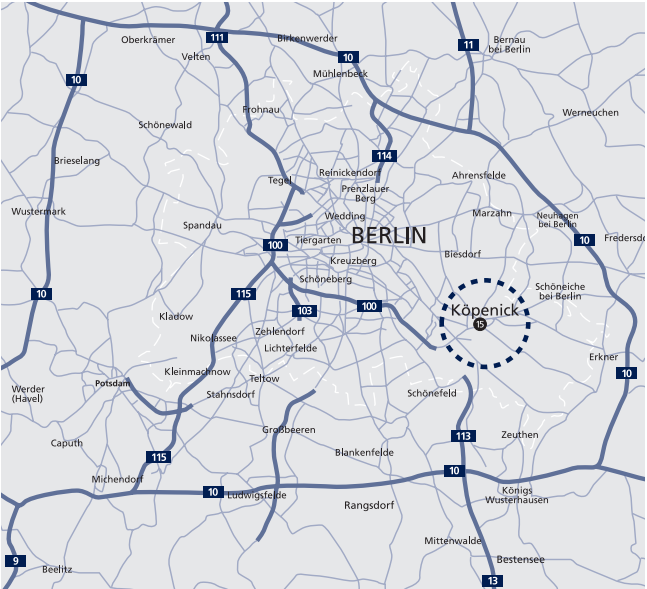 111
Birkenwerder
Oberkrämer
11
Bernau
bei Berlin
Velten
10
Mühlenbeck
10
Frohnau
Werneuchen
Schönewald
114
Brieselang
Reinickendorf
Ahrensfelde
Tegel
Prenzlauer
Berg
Wustermark
Wedding
Marzahn
Neuhagen
bei Berlin
Spandau
BERLIN
Tiergarten
100
10
Fredersd
Biesdorf
Kreuzberg
Schöneberg
Schöneiche
bei Berlin
10
115
100
103
Köpenick
15
Kladow
Zehlendorf
Nikolassee
Lichterfelde
Erkner
Kleinmachnow
10
Teltow
Potsdam
Werder
(Havel)
Stahnsdorf
Schönefeld
Großbeeren
113
Zeuthen
Caputh
Blankenfelde
115
10
Michendorf
10
Ludwigsfelde
Königs
Wusterhausen
Rangsdorf
Mittenwalde
9
Bestensee
Beelitz
13